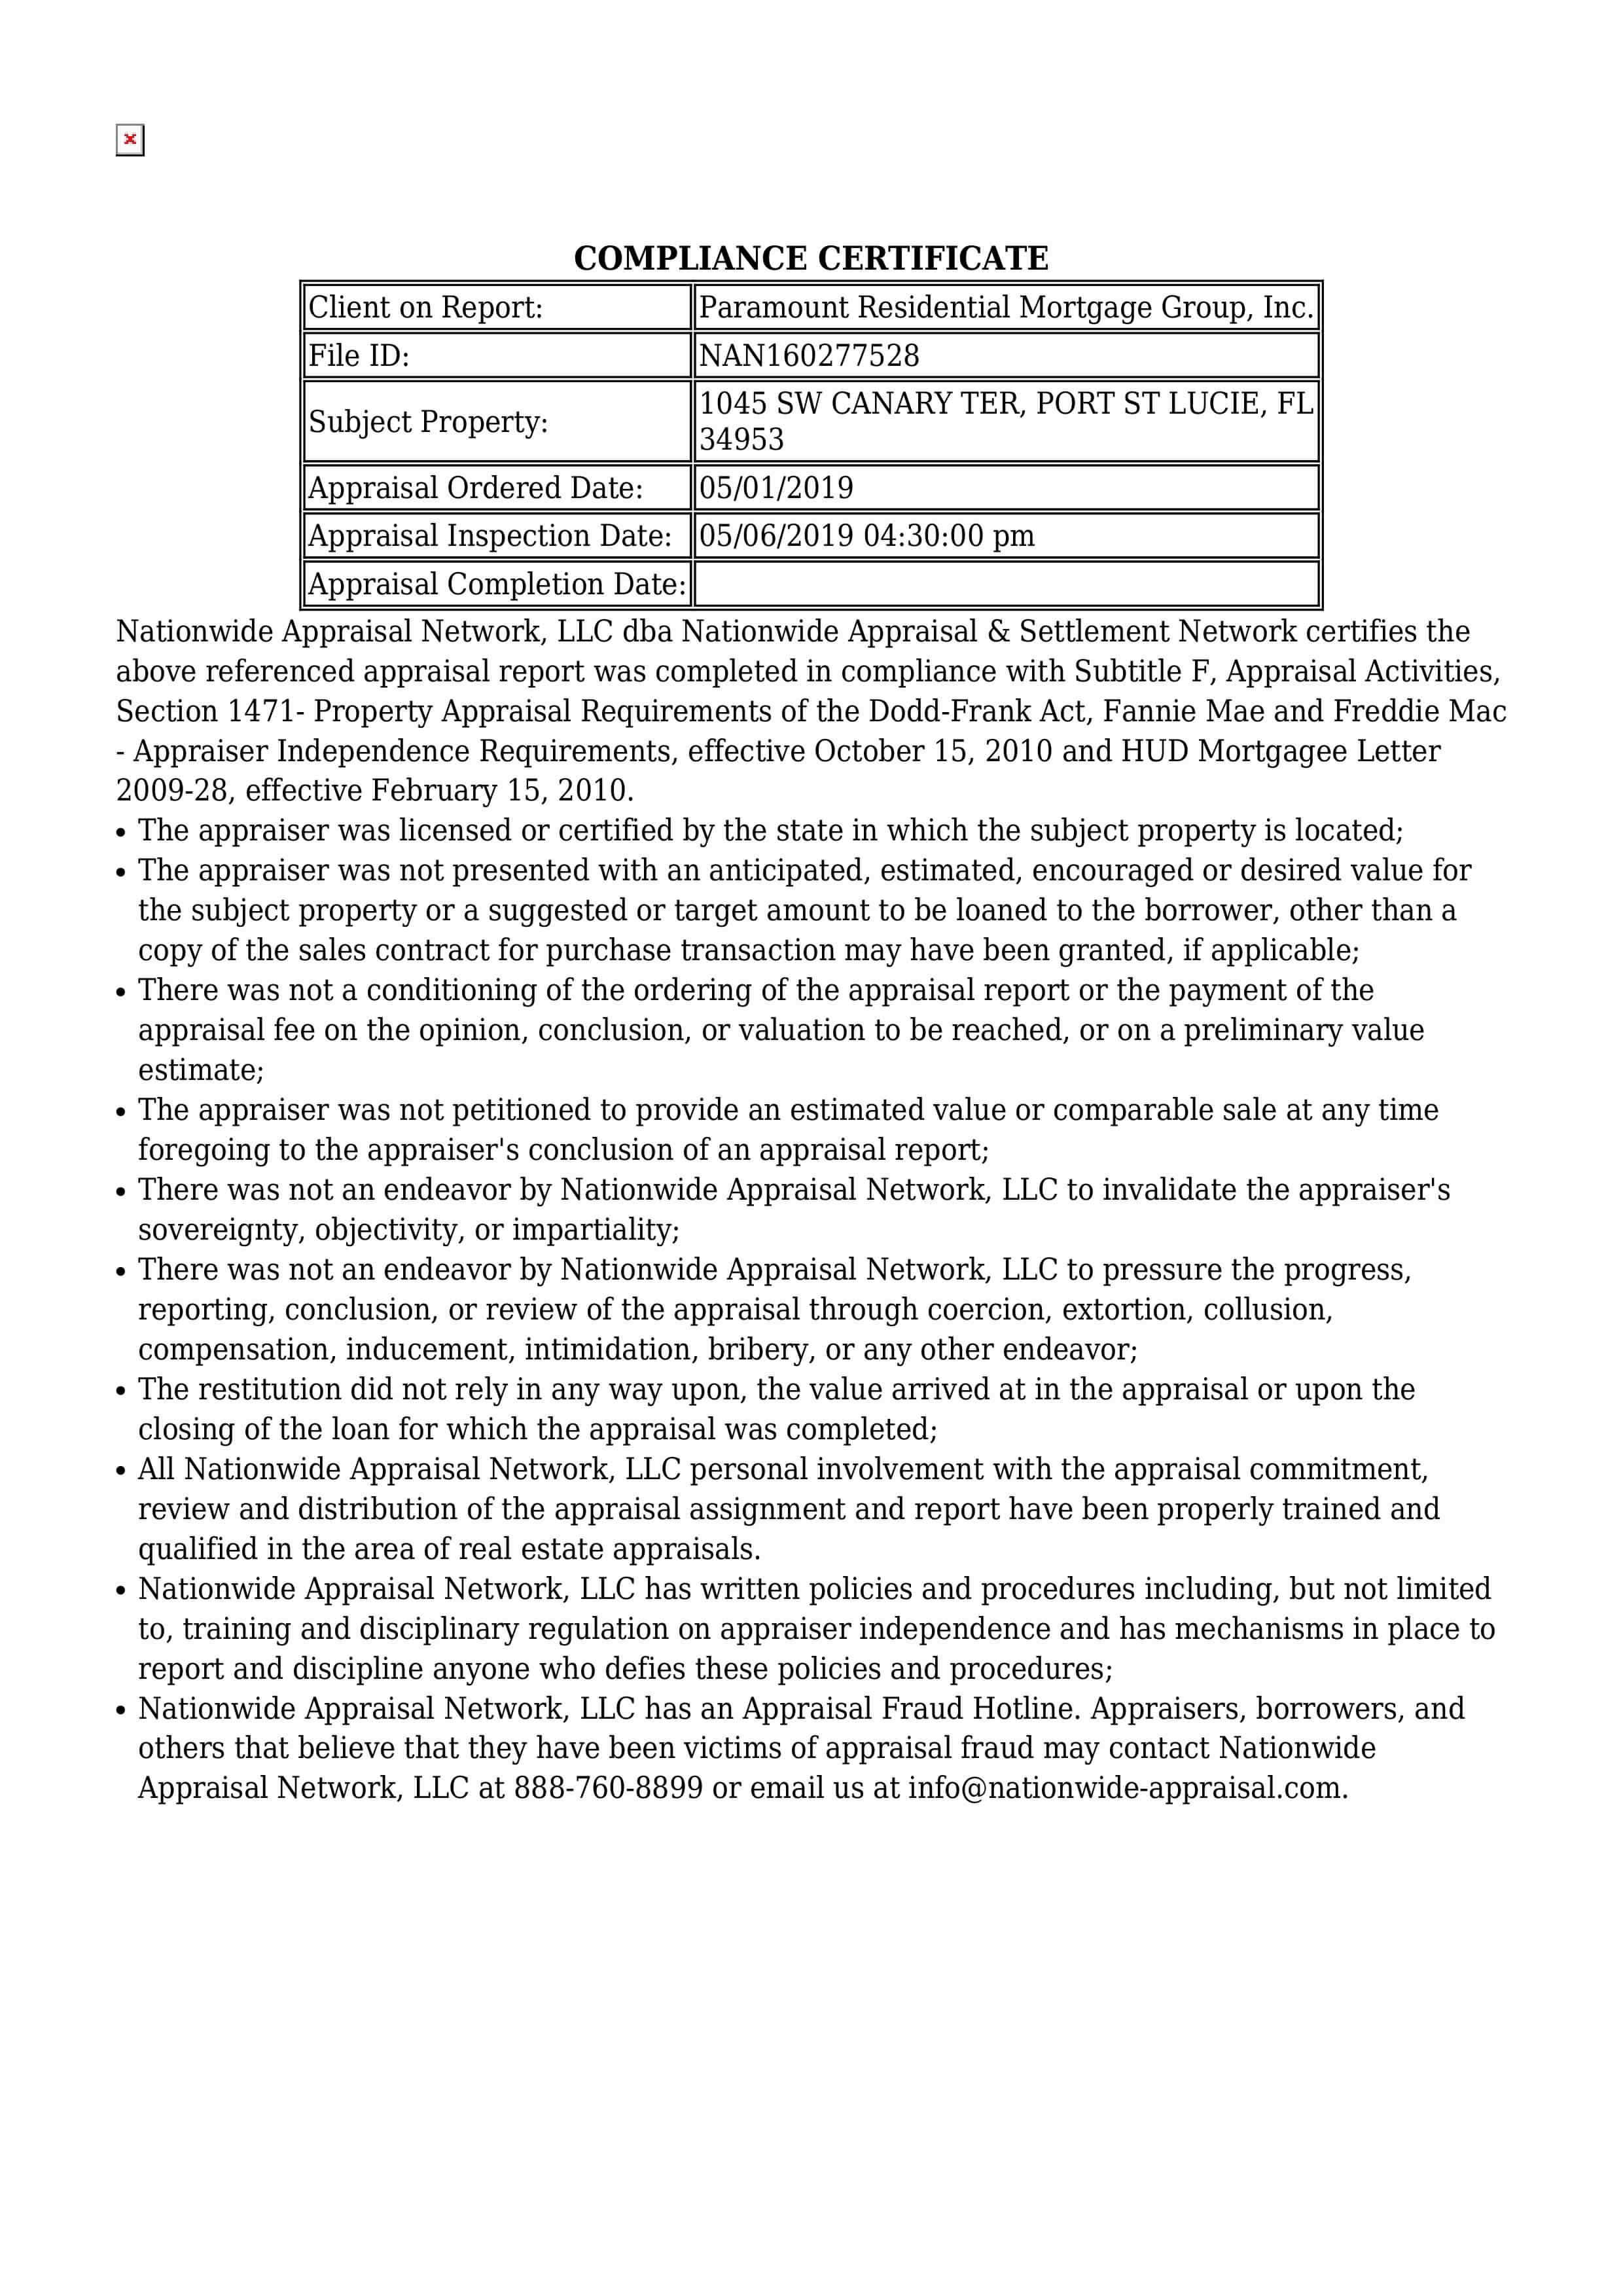 COMPLIANCE CERTIFICATE
Client on Report: Paramount Residential Mortgage Group, Inc.
File ID: NAN160277528
Subject Property: 1045 SW CANARY TER, PORT ST LUCIE, FL
34953
Appraisal Ordered Date: 05/01/2019
Appraisal Inspection Date: 05/06/2019 04:30:00 pm
Appraisal Completion Date:
Nationwide Appraisal Network, LLC dba Nationwide Appraisal & Settlement Network certifies the
above referenced appraisal report was completed in compliance with Subtitle F, Appraisal Activities,
Section 1471- Property Appraisal Requirements of the Dodd-Frank Act, Fannie Mae and Freddie Mac
- Appraiser Independence Requirements, effective October 15, 2010 and HUD Mortgagee Letter
2009-28, effective February 15, 2010.
• The appraiser was licensed or certified by the state in which the subject property is located;
• The appraiser was not presented with an anticipated, estimated, encouraged or desired value for
the subject property or a suggested or target amount to be loaned to the borrower, other than a
copy of the sales contract for purchase transaction may have been granted, if applicable;
• There was not a conditioning of the ordering of the appraisal report or the payment of the
appraisal fee on the opinion, conclusion, or valuation to be reached, or on a preliminary value
estimate;
• The appraiser was not petitioned to provide an estimated value or comparable sale at any time
foregoing to the appraiser's conclusion of an appraisal report;
• There was not an endeavor by Nationwide Appraisal Network, LLC to invalidate the appraiser's
sovereignty, objectivity, or impartiality;
• There was not an endeavor by Nationwide Appraisal Network, LLC to pressure the progress,
reporting, conclusion, or review of the appraisal through coercion, extortion, collusion,
compensation, inducement, intimidation, bribery, or any other endeavor;
• The restitution did not rely in any way upon, the value arrived at in the appraisal or upon the
closing of the loan for which the appraisal was completed;
• All Nationwide Appraisal Network, LLC personal involvement with the appraisal commitment,
review and distribution of the appraisal assignment and report have been properly trained and
qualified in the area of real estate appraisals.
• Nationwide Appraisal Network, LLC has written policies and procedures including, but not limited
to, training and disciplinary regulation on appraiser independence and has mechanisms in place to
report and discipline anyone who defies these policies and procedures;
• Nationwide Appraisal Network, LLC has an Appraisal Fraud Hotline. Appraisers, borrowers, and
others that believe that they have been victims of appraisal fraud may contact Nationwide
Appraisal Network, LLC at 888-760-8899 or email us at info@nationwide-appraisal.com.